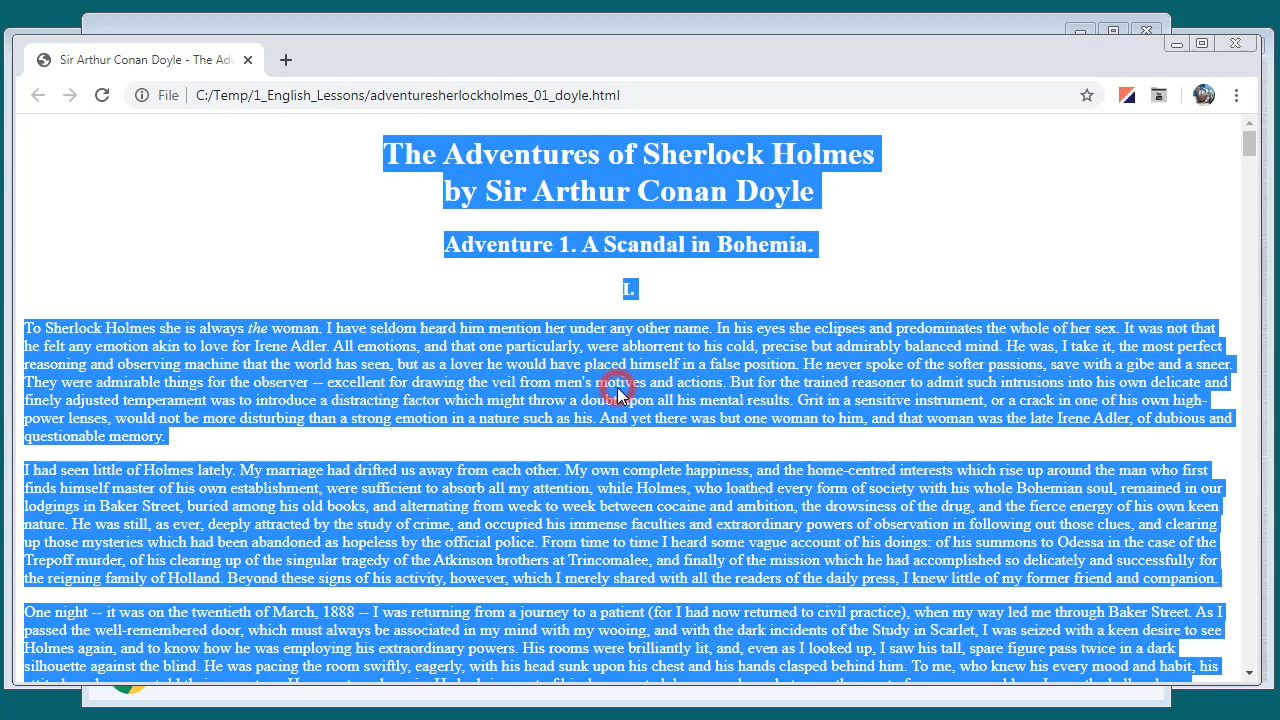 Sir Arthur Conan Doyle - The Adv
File
C:/Temp/1_English_Lessons/adventuresherlockholmes_01_doyle.html
The Adventures of Sherlock Holmes
by Sir Arthur Conan Doyle
Adventure 1. A Scandal in Bohemia.
I.
To Sherlock Holmes she is always the woman. I have seldom heard him mention her under any other name. In his eyes she eclipses and predominates the whole of her sex. It was not that
he felt any emotion akin to love for Irene Adler. All emotions, and that one particularly, were abhorrent to his cold, precise but admirably balanced mind. He was, I take it, the most perfect
reasoning and observing machine that the world has seen, but as a lover he would have placed himself in a false position. He never spoke of the softer passions, save with a gibe and a sneer.
They were admirable things for the observer -- excellent for drawing the veil from men's motives and actions. But for the trained reasoner to admit such intrusions into his own delicate and
finely adjusted temperament was to introduce a distracting factor which might throw a doubt upon all his mental results. Grit in a sensitive instrument, or a crack in one of his own high-
power lenses, would not be more disturbing than a strong emotion in a nature such as his. And yet there was but one woman to him, and that woman was the late Irene Adler, of dubious and
questionable memory.
I had seen little of Holmes lately. My marriage had drifted us away from each other. My own complete happiness, and the home-centred interests which rise up around the man who first
finds himself master of his own establishment, were sufficient to absorb all my attention, while Holmes, who loathed every form of society with his whole Bohemian soul, remained in our
lodgings in Baker Street, buried among his old books, and alternating from week to week between cocaine and ambition, the drowsiness of the drug, and the fierce energy of his own keen
nature. He was still, as ever, deeply attracted by the study of crime, and occupied his immense faculties and extraordinary powers of observation in following out those clues, and clearing
up those mysteries which had been abandoned as hopeless by the official police. From time to time I heard some vague account of his doings: of his summons to Odessa in the case of the
Trepoff murder, of his clearing up of the singular tragedy of the Atkinson brothers at Trincomalee, and finally of the mission which he had accomplished so delicately and successfully for
the reigning family of Holland. Beyond these signs of his activity, however, which I merely shared with all the readers of the daily press, I knew little of my former friend and companion.
One night -- it was on the twentieth of March, 1888 -- I was returning from a journey to a patient (for I had now returned to civil practice), when my way led me through Baker Street. As I
passed the well-remembered door, which must always be associated in my mind with my wooing, and with the dark incidents of the Study in Scarlet, I was seized with a keen desire to see
Holmes again, and to know how he was employing his extraordinary powers. His rooms were brilliantly lit, and, even as I looked up, I saw his tall, spare figure pass twice in a dark
silhouette against the blind. He was pacing the room swiftly, eagerly, with his head sunk upon his chest and his hands clasped behind him. To me, who knew his every mood and habit, his